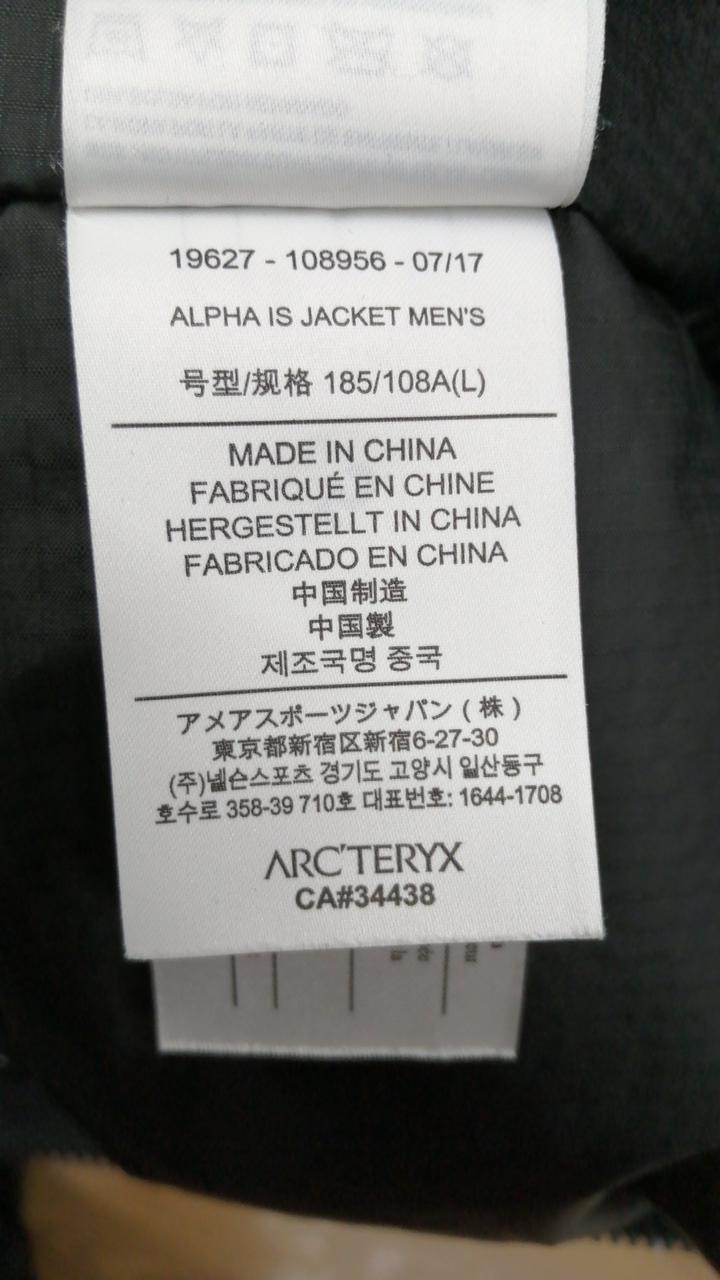 19627 - 108956 - 07/17
ALPHA IS JACKET MEN'S
号型/规格 185/108A(L)
MADE IN CHINA
FABRIQUÉ EN CHINE
HERGESTELLT IN CHINA
FABRICADO EN CHINA
中国制造
中国製
제조국명 중국
アメアスポーツジャパン ( 株 )
東京都新宿区新宿6-27-30
(주)넬슨스포츠 경기도 고양시 일산동구
호수로 358-39 710호 대표번호: 1644-1708
ARC'TERYX
CA#34438